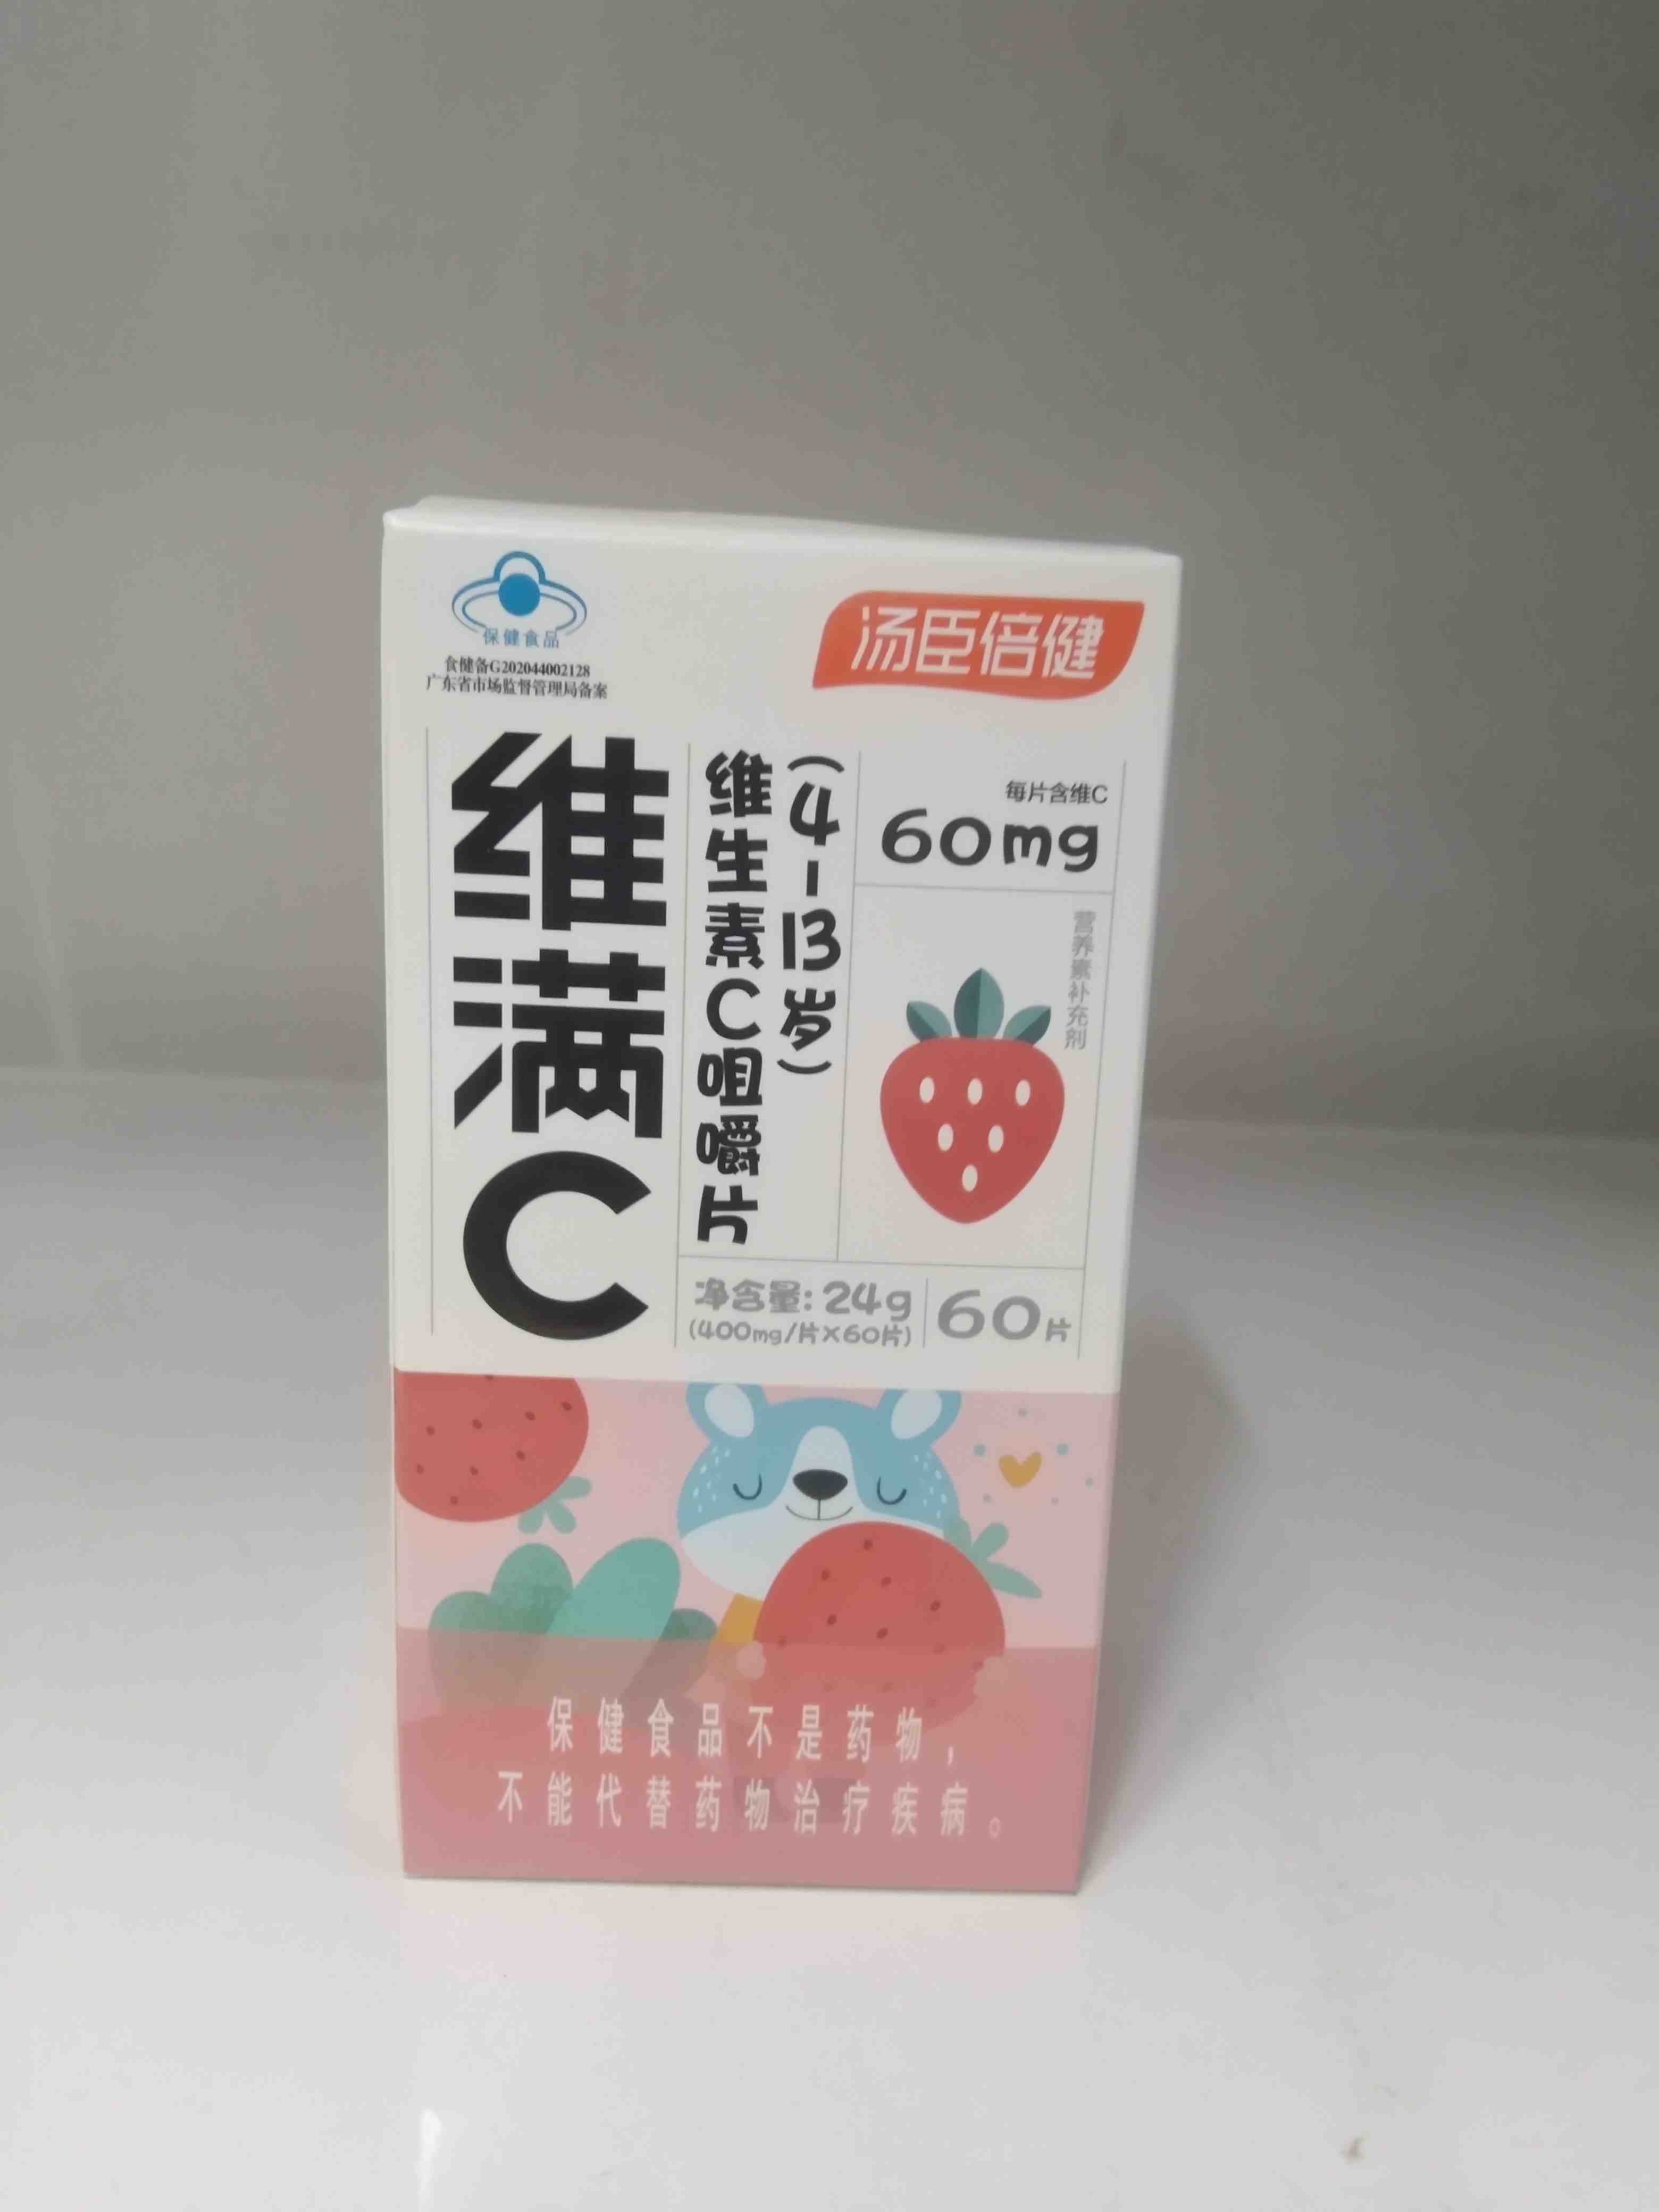 保健食品
食健备G202044002128
广东省市场监督管理局备案
汤臣倍健
维满C
维生素C咀嚼片
(4-13岁)
每片含维C
60mg
营养素补充剂
净含量:24g
(400mg/片×60片)
60片
保健食品不是药物，
不能代替药物治疗疾病。